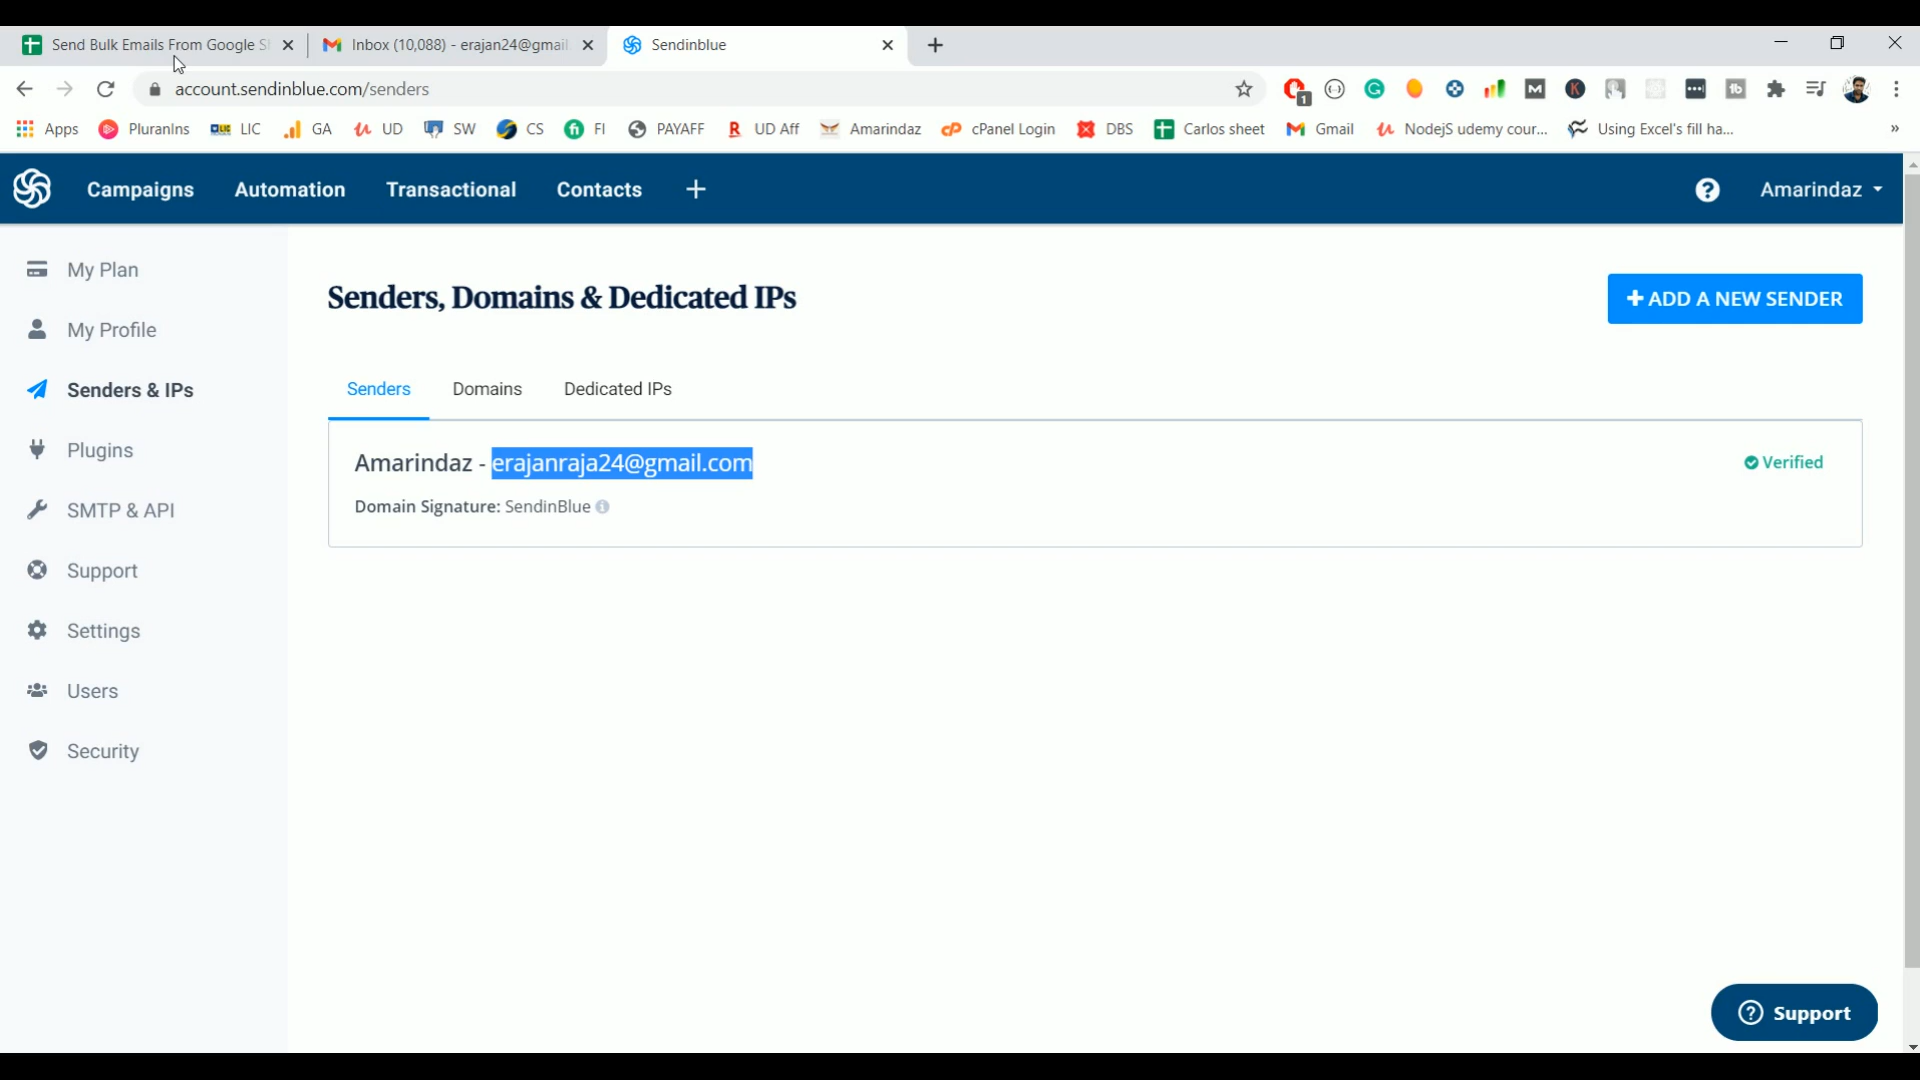 Send Bulk Emails From Google S
Inbox (10,088) - erajan24@gmail
Sendinblue
account.sendinblue.com/senders
1
Apps
PluranIns
LIC
GA
UD
SW
CS
FI
PAYAFF
UD Aff
Amarindaz
cPanel Login
DBS
Carlos sheet
Gmail
NodejS udemy cour...
Using Excel's fill ha...
»
Campaigns
Automation
Transactional
Contacts
+
Amarindaz
My Plan
My Profile
Senders & IPs
Plugins
SMTP & API
Support
Settings
Users
Security
Senders, Domains & Dedicated IPs
+ ADD A NEW SENDER
Senders
Domains
Dedicated IPs
Amarindaz - erajanraja24@gmail.com
Verified
Domain Signature: SendinBlue
Support